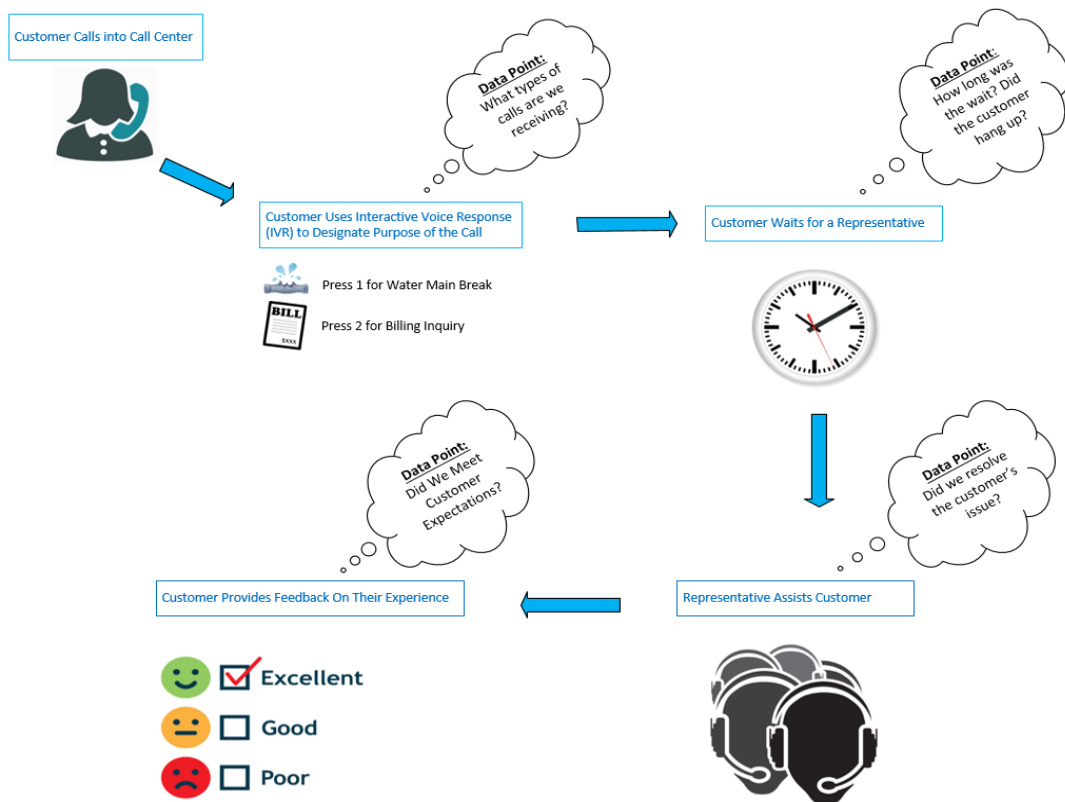 Customer Calls into Call Center
Data Point:
What types of
calls are we
receiving?
Data Point:
How long was
the wait? Did
the customer
hang up?
Customer Uses Interactive Voice Response
(IVR) to Designate Purpose of the Call
Customer Waits for a Representative
Press 1 for Water Main Break
BILL
$XXX
Press 2 for Billing Inquiry
Data Point:
Did We Meet
Customer
Expectations?
Data Point:
Did we resolve
the customer's
issue?
Customer Provides Feedback On Their Experience
Representative Assists Customer
Excellent
Good
Poor